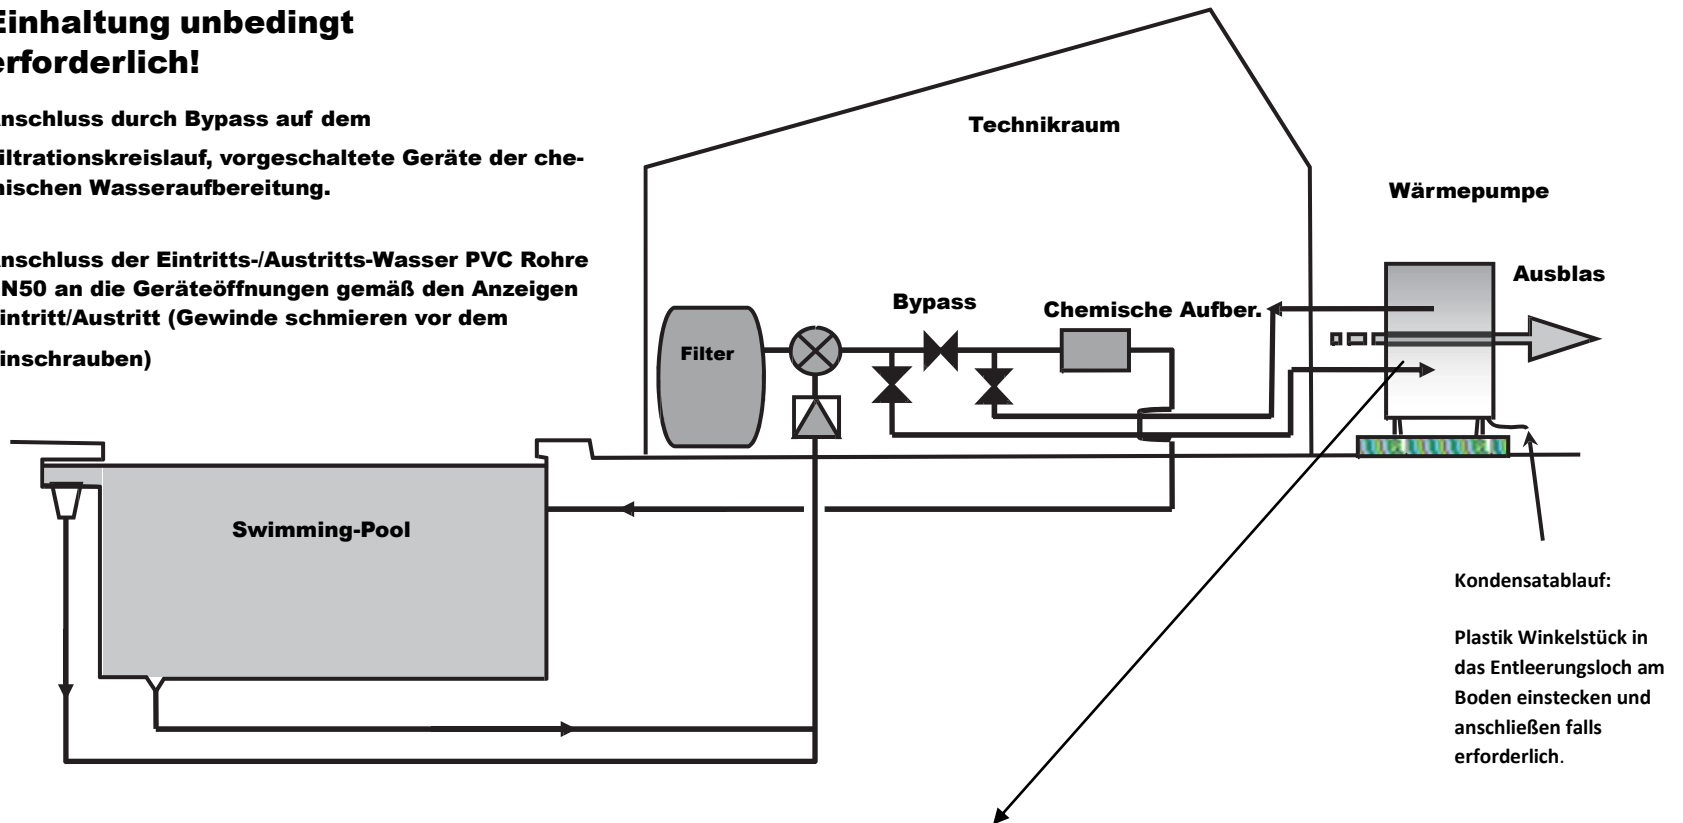 Einhaltung unbedingt
erforderlich!
nschluss durch Bypass auf dem
iltrationskreislauf, vorgeschaltete Geräte der che-
nischen Wasseraufbereitung.
nschluss der Eintritts-/Austritts-Wasser PVC Rohre
N50 an die Geräteöffnungen gemäß den Anzeigen
intritt/Austritt (Gewinde schmieren vor dem
inschrauben)
Technikraum
Wärmepumpe
Ausblas
Bypass
Chemische Aufber.
Filter
Swimming-Pool
Kondensatablauf:
Plastik Winkelstück in
das Entleerungsloch am
Boden einstecken und
anschließen falls
erforderlich.